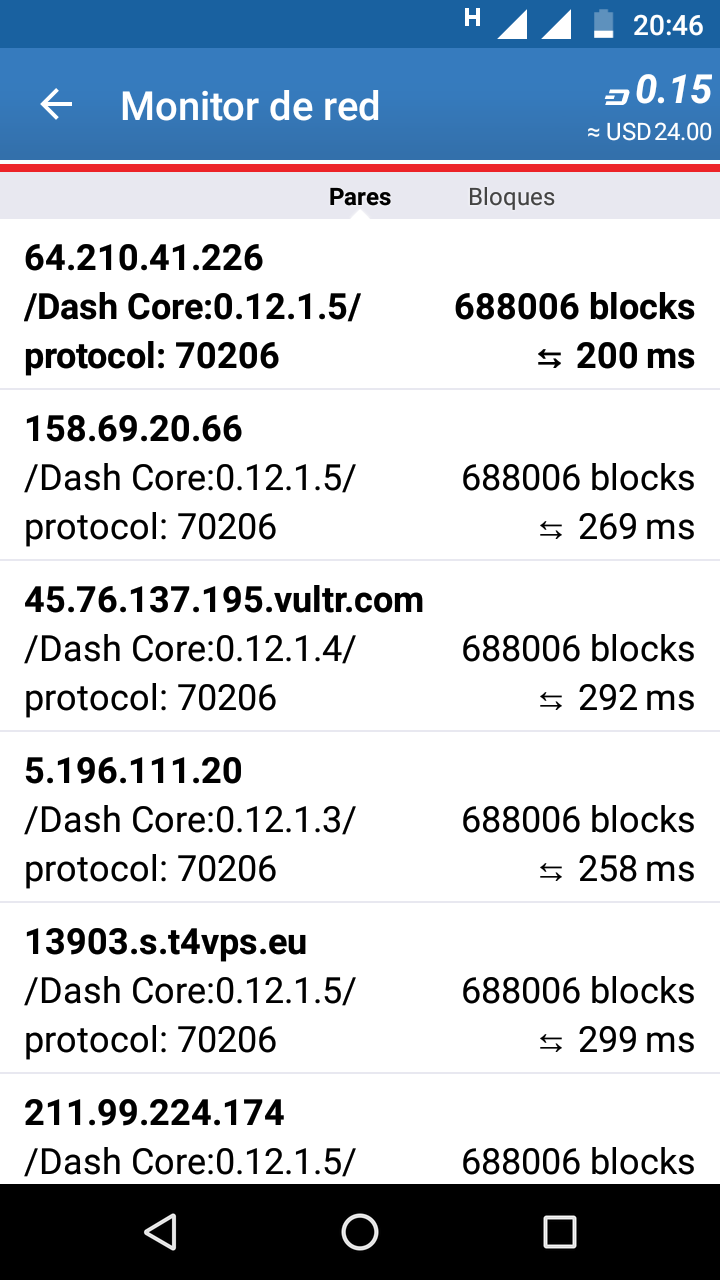 H 20:46
Monitor de red
0.15
≈ USD 24.00
Pares Bloques
64.210.41.226
/Dash Core:0.12.1.5/ 688006 blocks
protocol: 70206 ⇆ 200 ms
158.69.20.66
/Dash Core:0.12.1.5/ 688006 blocks
protocol: 70206 ⇆ 269 ms
45.76.137.195.vultr.com
/Dash Core:0.12.1.4/ 688006 blocks
protocol: 70206 ⇆ 292 ms
5.196.111.20
/Dash Core:0.12.1.3/ 688006 blocks
protocol: 70206 ⇆ 258 ms
13903.s.t4vps.eu
/Dash Core:0.12.1.5/ 688006 blocks
protocol: 70206 ⇆ 299 ms
211.99.224.174
/Dash Core:0.12.1.5/ 688006 blocks